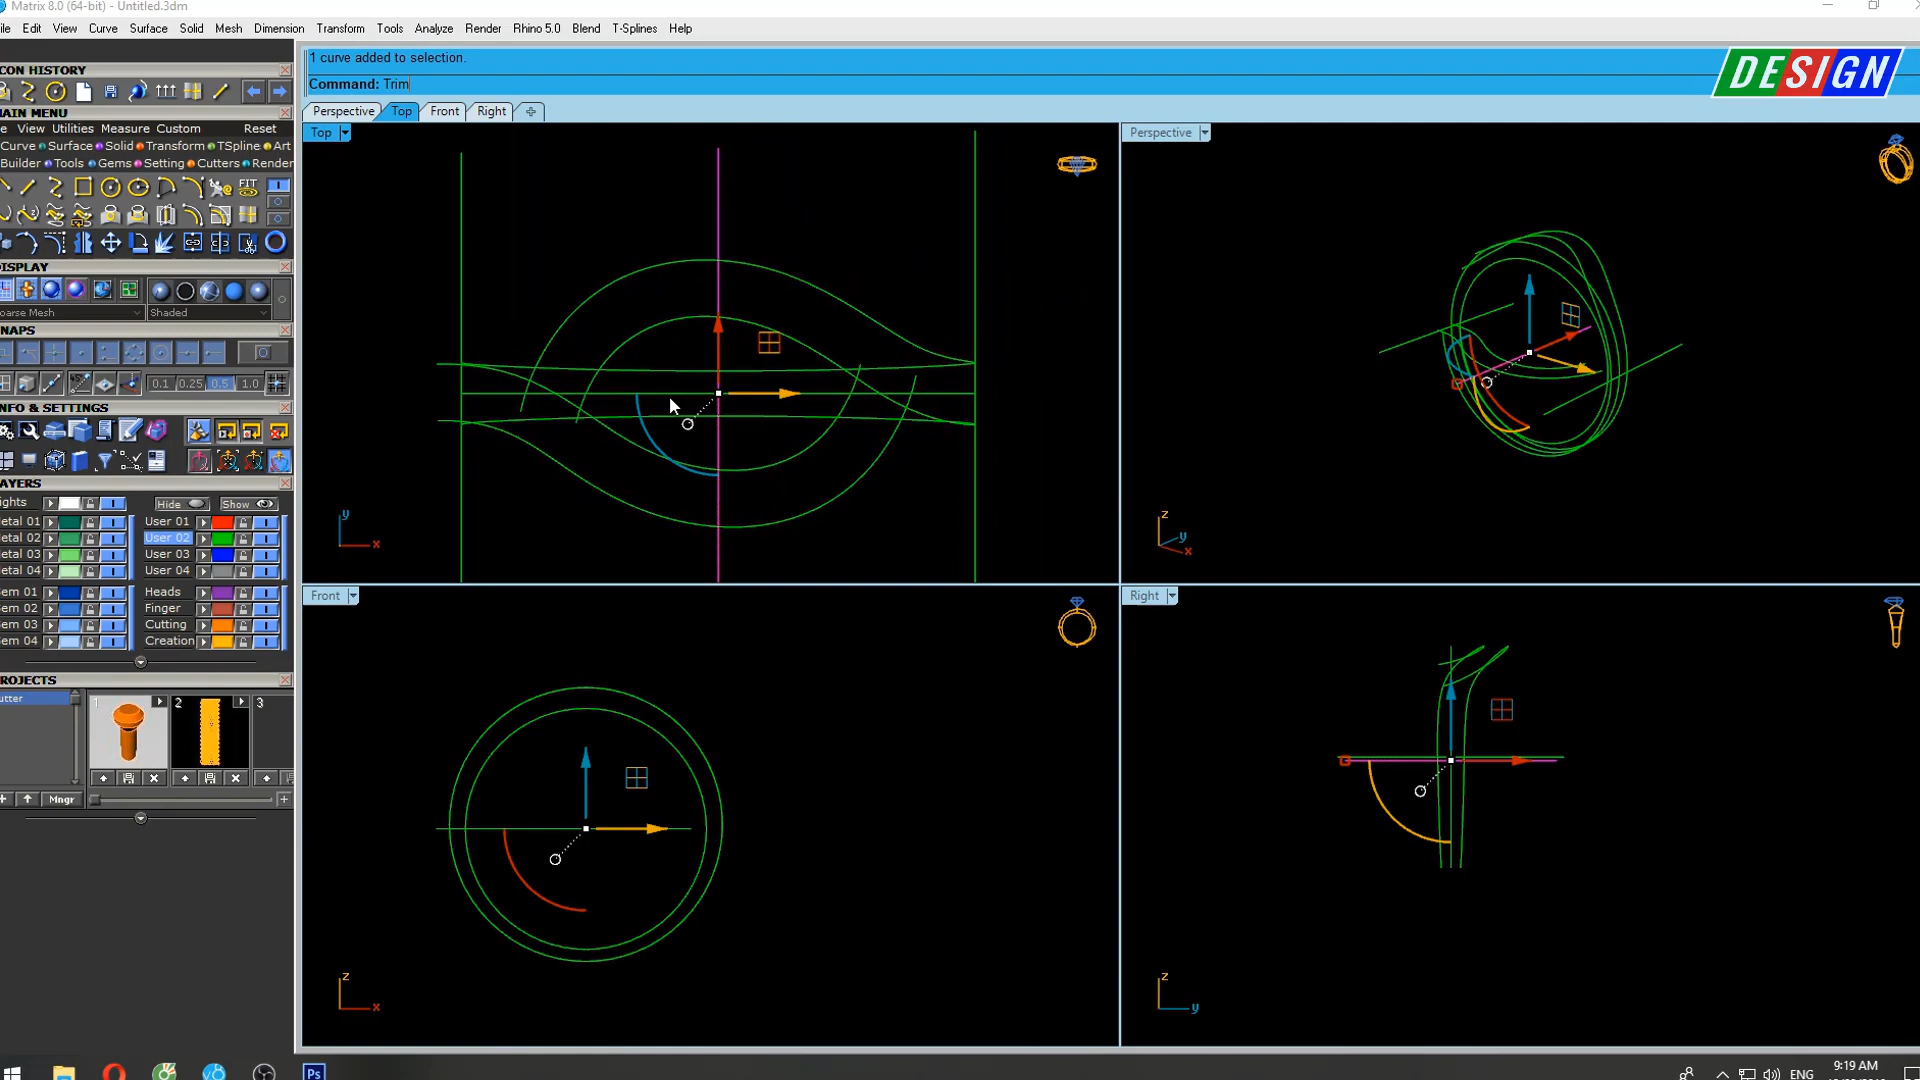 Matrix 8.0 (64-bit) - Untitled.3dm
ile Edit View Curve Surface Solid Mesh Dimension Transform Tools Analyze Render Rhino 5.0 Blend T-Splines Help
1 curve added to selection.
Command: Trim
DESIGN
CON HISTORY
Perspective Top Front Right
AIN MENU
e View Utilities Measure Custom Reset
Curve Surface Solid Transform TSpline Art
Builder Tools Gems Setting Cutters Render
FIT
Top
Perspective
ISPLAY
oarse Mesh Shaded
NAPS
0.1 0.25 0.5 1.0
NFO & SETTINGS
AYERS
ights Hide Show
etal 01 User 01
etal 02 User 02
etal 03 User 03
etal 04 User 04
em 01 Heads
em 02 Finger
em 03 Cutting
em 04 Creation
y
x
z
y
x
Front
Right
ROJECTS
utter
1 2 3
Mngr
z
x
z
y
Ps
ENG
9:19 AM